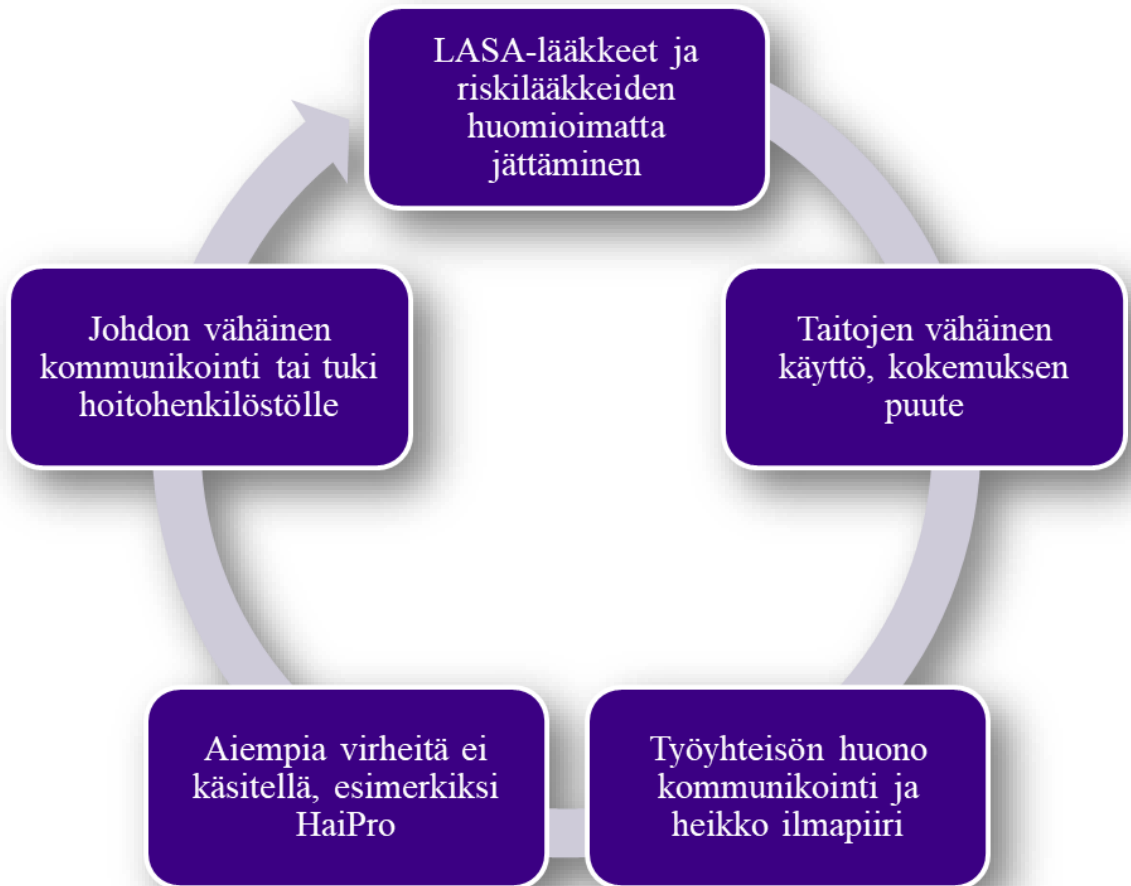 LASA-lääkkeet ja
riskilääkkeiden
huomioimatta
jättäminen
Taitojen vähäinen
käyttö, kokemuksen
puute
Työyhteisön huono
kommunikointi ja
heikko ilmapiiri
Aiempia virheitä ei
käsitellä, esimerkiksi
HaiPro
Johdon vähäinen
kommunikointi tai tuki
hoitohenkilöstölle